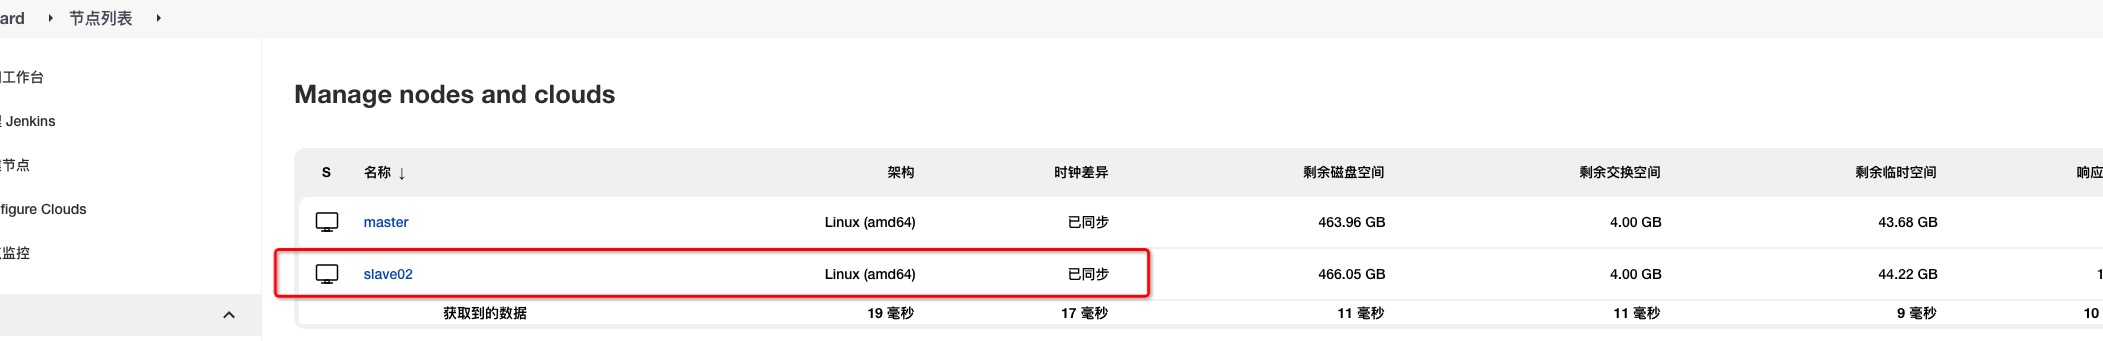 ard ▸ 节点列表 ▸
工作台
Jenkins
节点
figure Clouds
监控
Manage nodes and clouds
S 名称 ↓ 架构 时钟差异 剩余磁盘空间 剩余交换空间 剩余临时空间 响应
master Linux (amd64) 已同步 463.96 GB 4.00 GB 43.68 GB
slave02 Linux (amd64) 已同步 466.05 GB 4.00 GB 44.22 GB 1
获取到的数据 19 毫秒 17 毫秒 11 毫秒 11 毫秒 9 毫秒 10